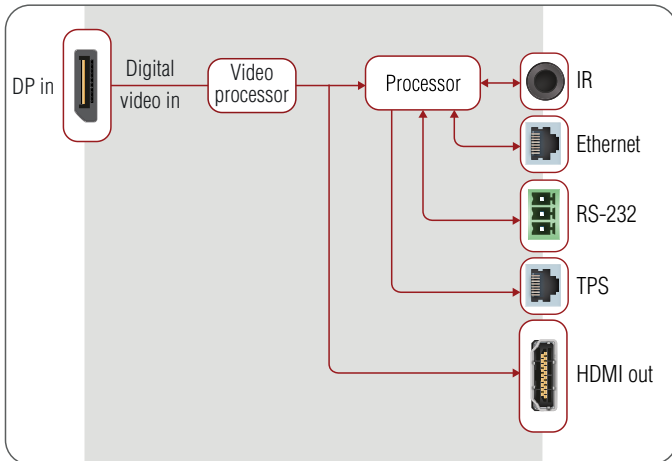 DP in
Digital
video in
Video
processor
Processor
IR
Ethernet
RS-232
TPS
HDMI out